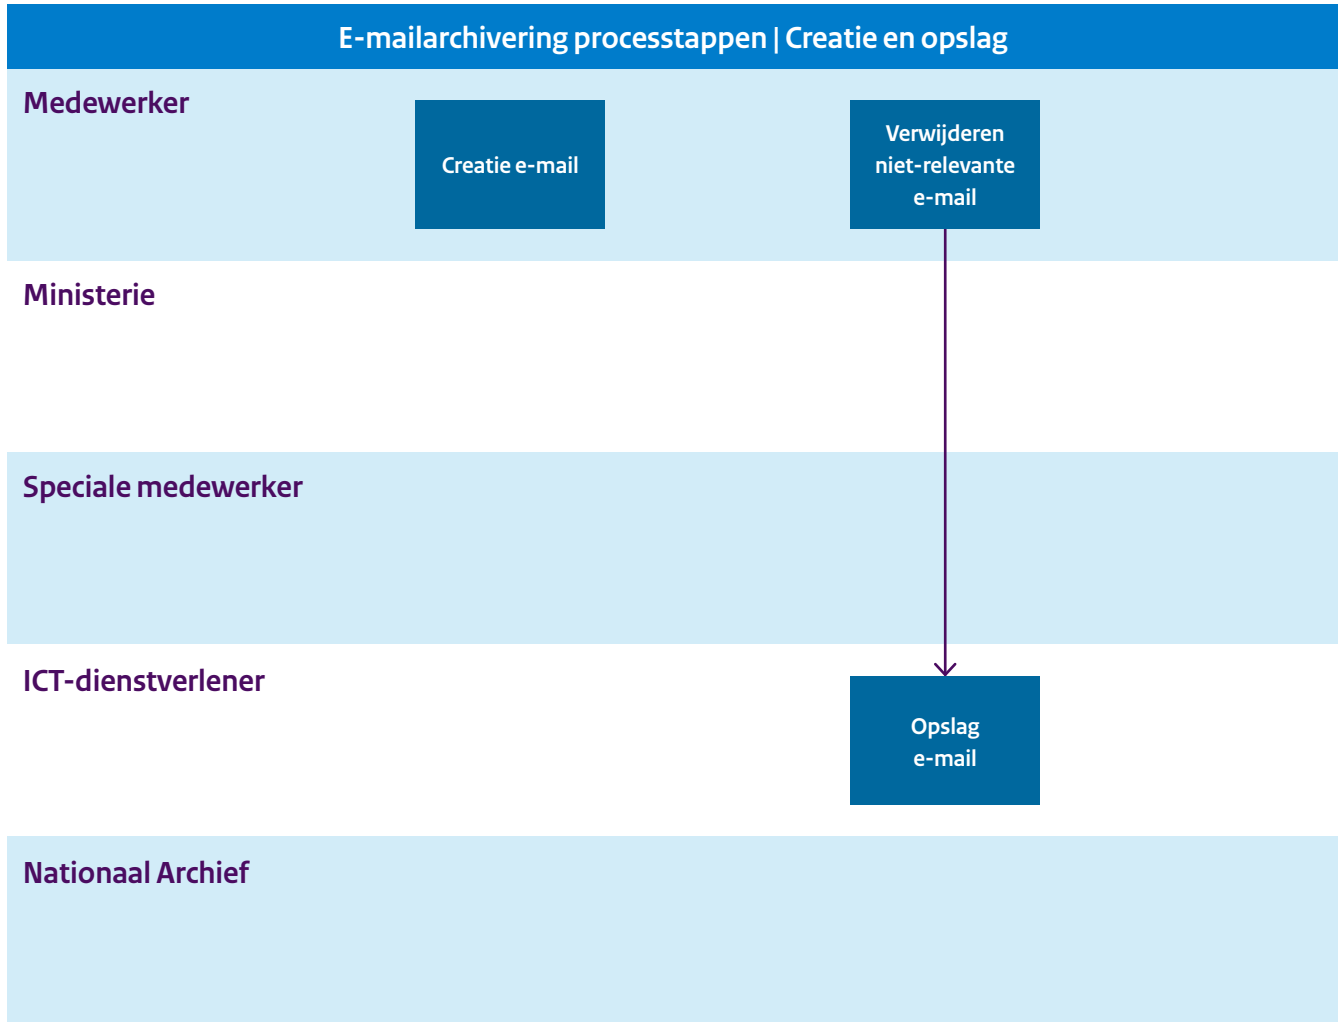 E-mailarchivering processtappen | Creatie en opslag
Medewerker
Creatie e-mail
Verwijderen
niet-relevante
e-mail
Ministerie
Speciale medewerker
ICT-dienstverlener
Opslag
e-mail
Nationaal Archief